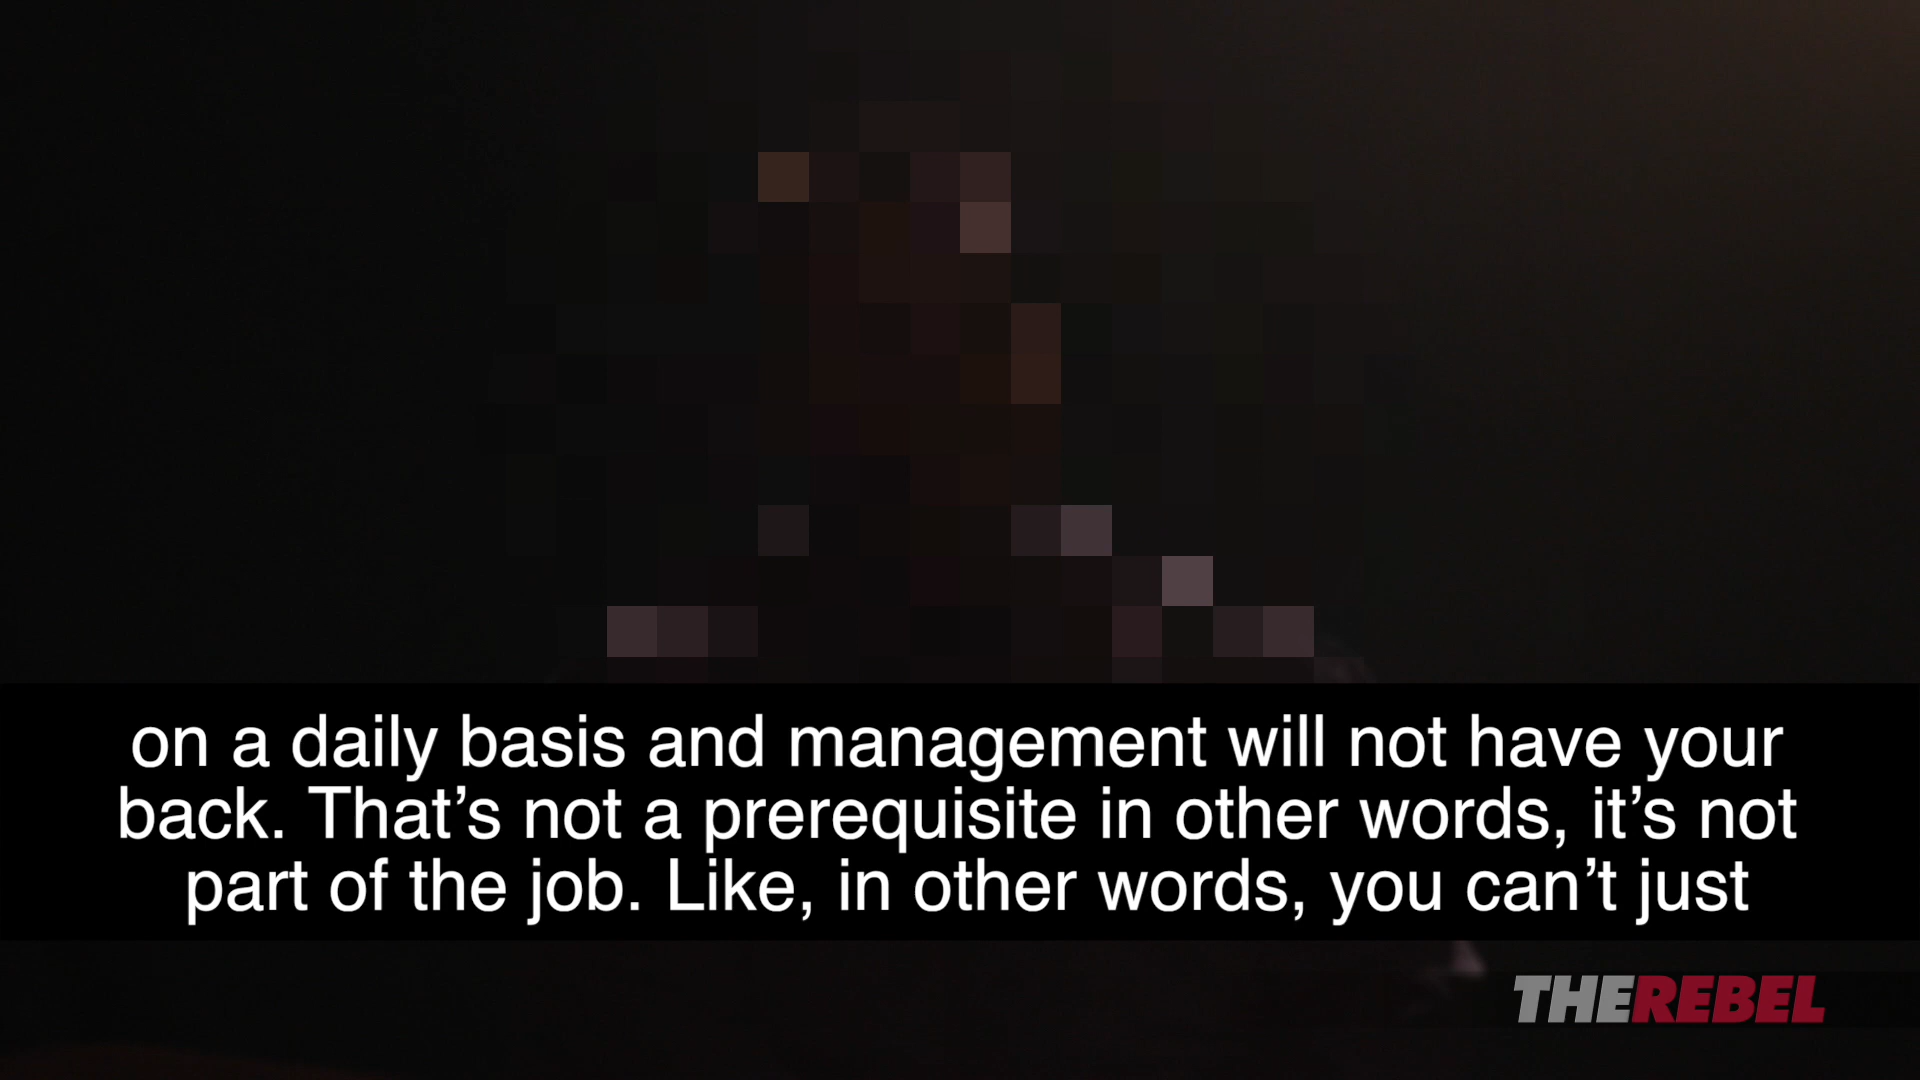 on a daily basis and management will not have your
back. That’s not a prerequisite in other words, it’s not
part of the job. Like, in other words, you can’t just
THEREBEL